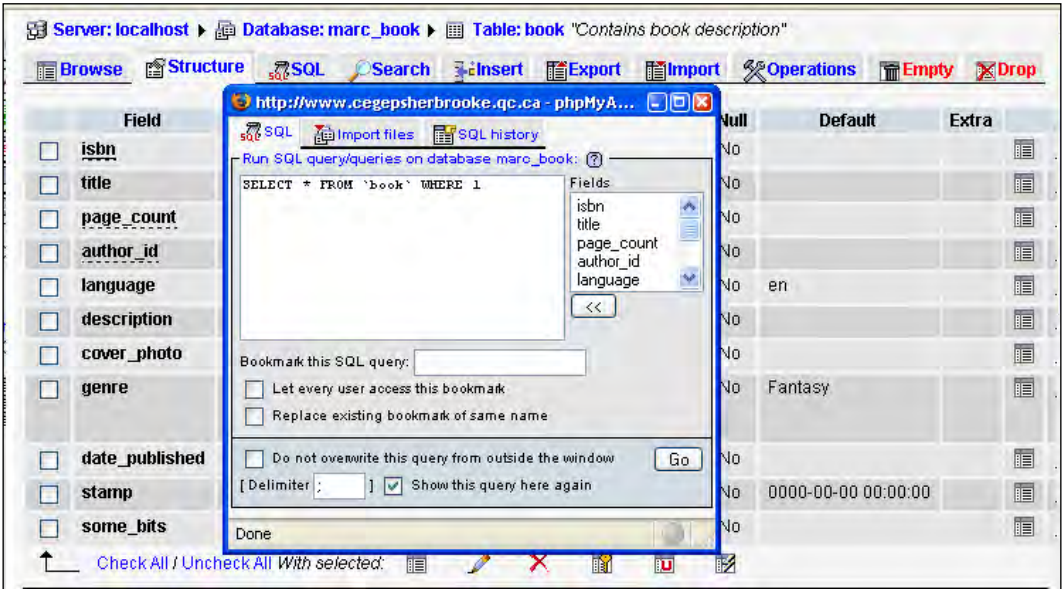 Server: localhost ▶ Database: marc_book ▶ Table: book "Contains book description"
Browse Structure SQL Search Insert Export Import Operations Empty Drop
http://www.cegepsherbrooke.qc.ca - phpMyA...
SQL Import files SQL history
Run SQL query/queries on database marc_book:
SELECT * FROM `book` WHERE 1
Fields
isbn
title
page_count
author_id
language
<<
Bookmark this SQL query:
Let every user access this bookmark
Replace existing bookmark of same name
Do not overwrite this query from outside the window
Go
[ Delimiter ; ] Show this query here again
Done
Field Null Default Extra
isbn No
title No
page_count No
author_id No
language No en
description No
cover_photo No
genre No Fantasy
date_published No
stamp No 0000-00-00 00:00:00
some_bits No
Check All / Uncheck All With selected: